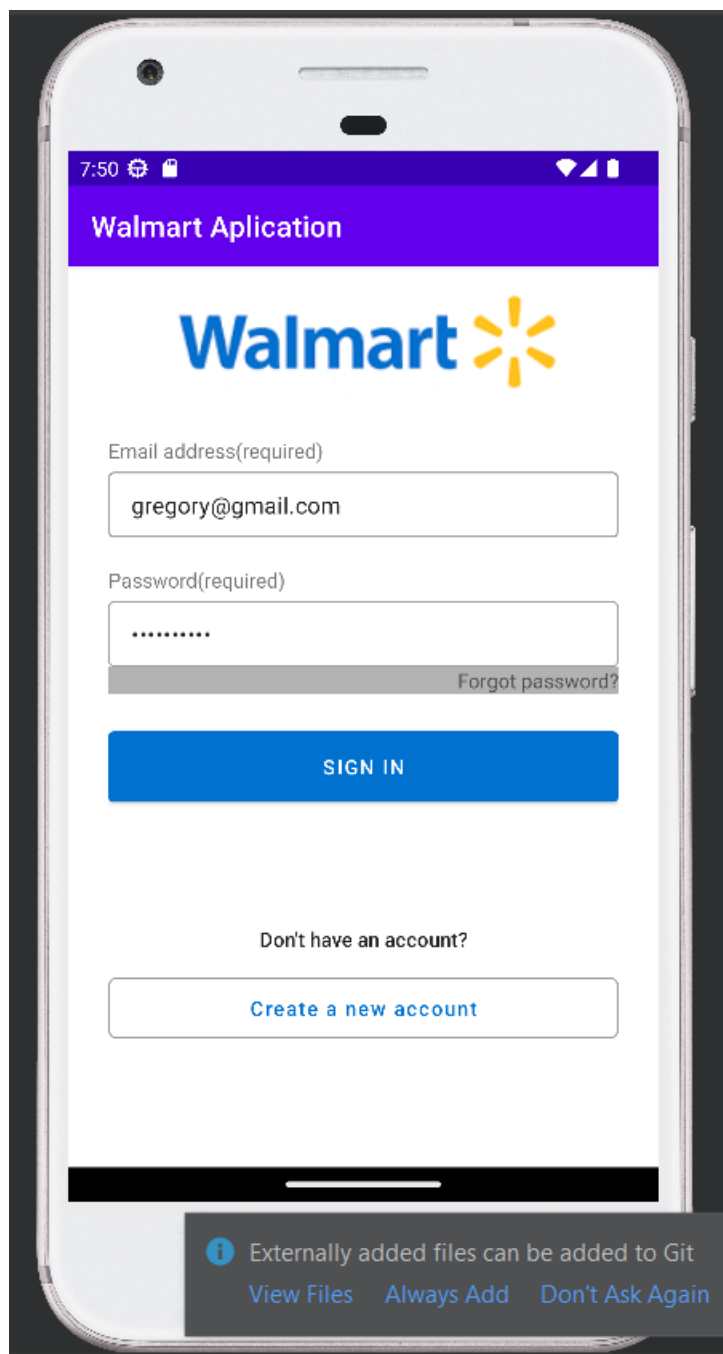 7:50
Walmart Aplication
Walmart
Email address(required)
gregory@gmail.com
Password(required)
••••••••••
Forgot password?
SIGN IN
Don't have an account?
Create a new account
Externally added files can be added to Git
View Files Always Add Don't Ask Again